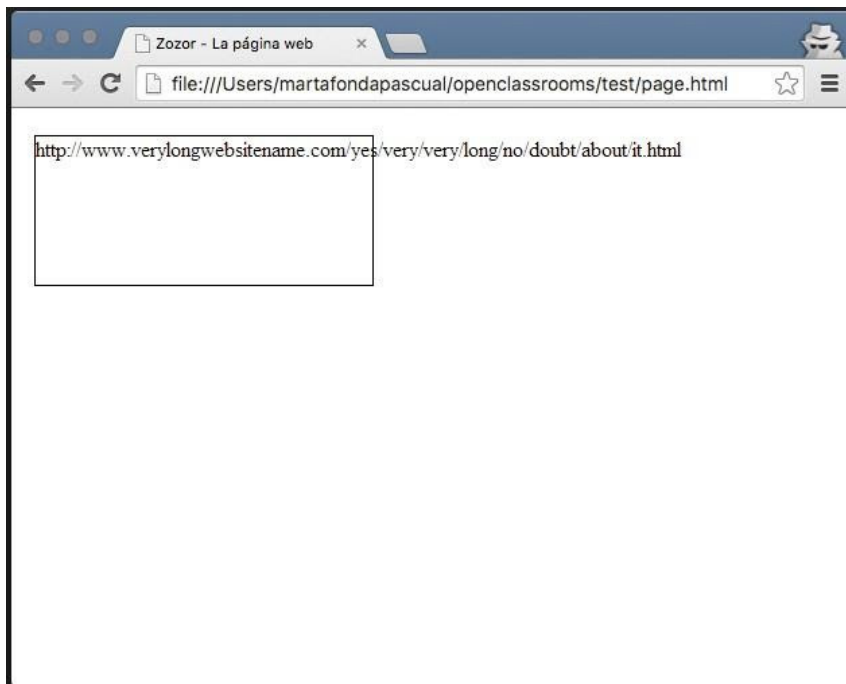 Zozor - La página web
file:///Users/martafondapascual/openclassrooms/test/page.html
http://www.verylongwebsitename.com/yes/very/very/long/no/doubt/about/it.html